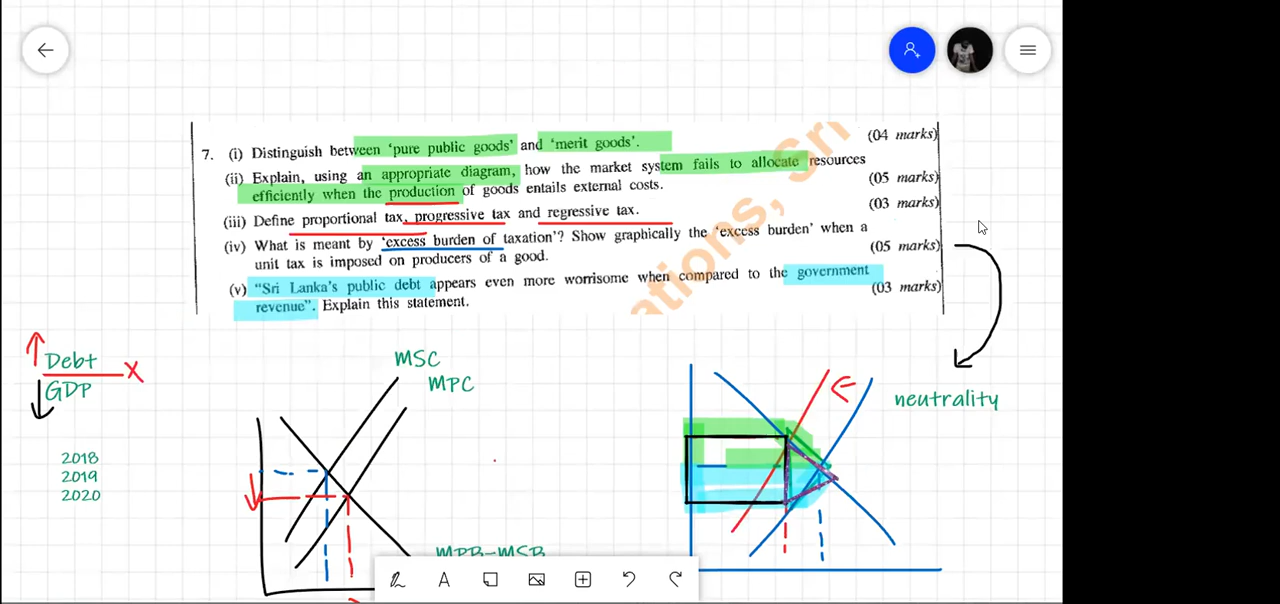 7. (i) Distinguish between ‘pure public goods’ and ‘merit goods’. (04 marks)
(ii) Explain, using an appropriate diagram, how the market system fails to allocate resources
efficiently when the production of goods entails external costs. (05 marks)
(iii) Define proportional tax, progressive tax and regressive tax. (03 marks)
(iv) What is meant by ‘excess burden of taxation’? Show graphically the ‘excess burden’ when a
unit tax is imposed on producers of a good. (05 marks)
(v) “Sri Lanka’s public debt appears even more worrisome when compared to the government
revenue”. Explain this statement. (03 marks)
Debt
GDP
2018
2019
2020
MSC
MPC
MPB-MSB
neutrality
A